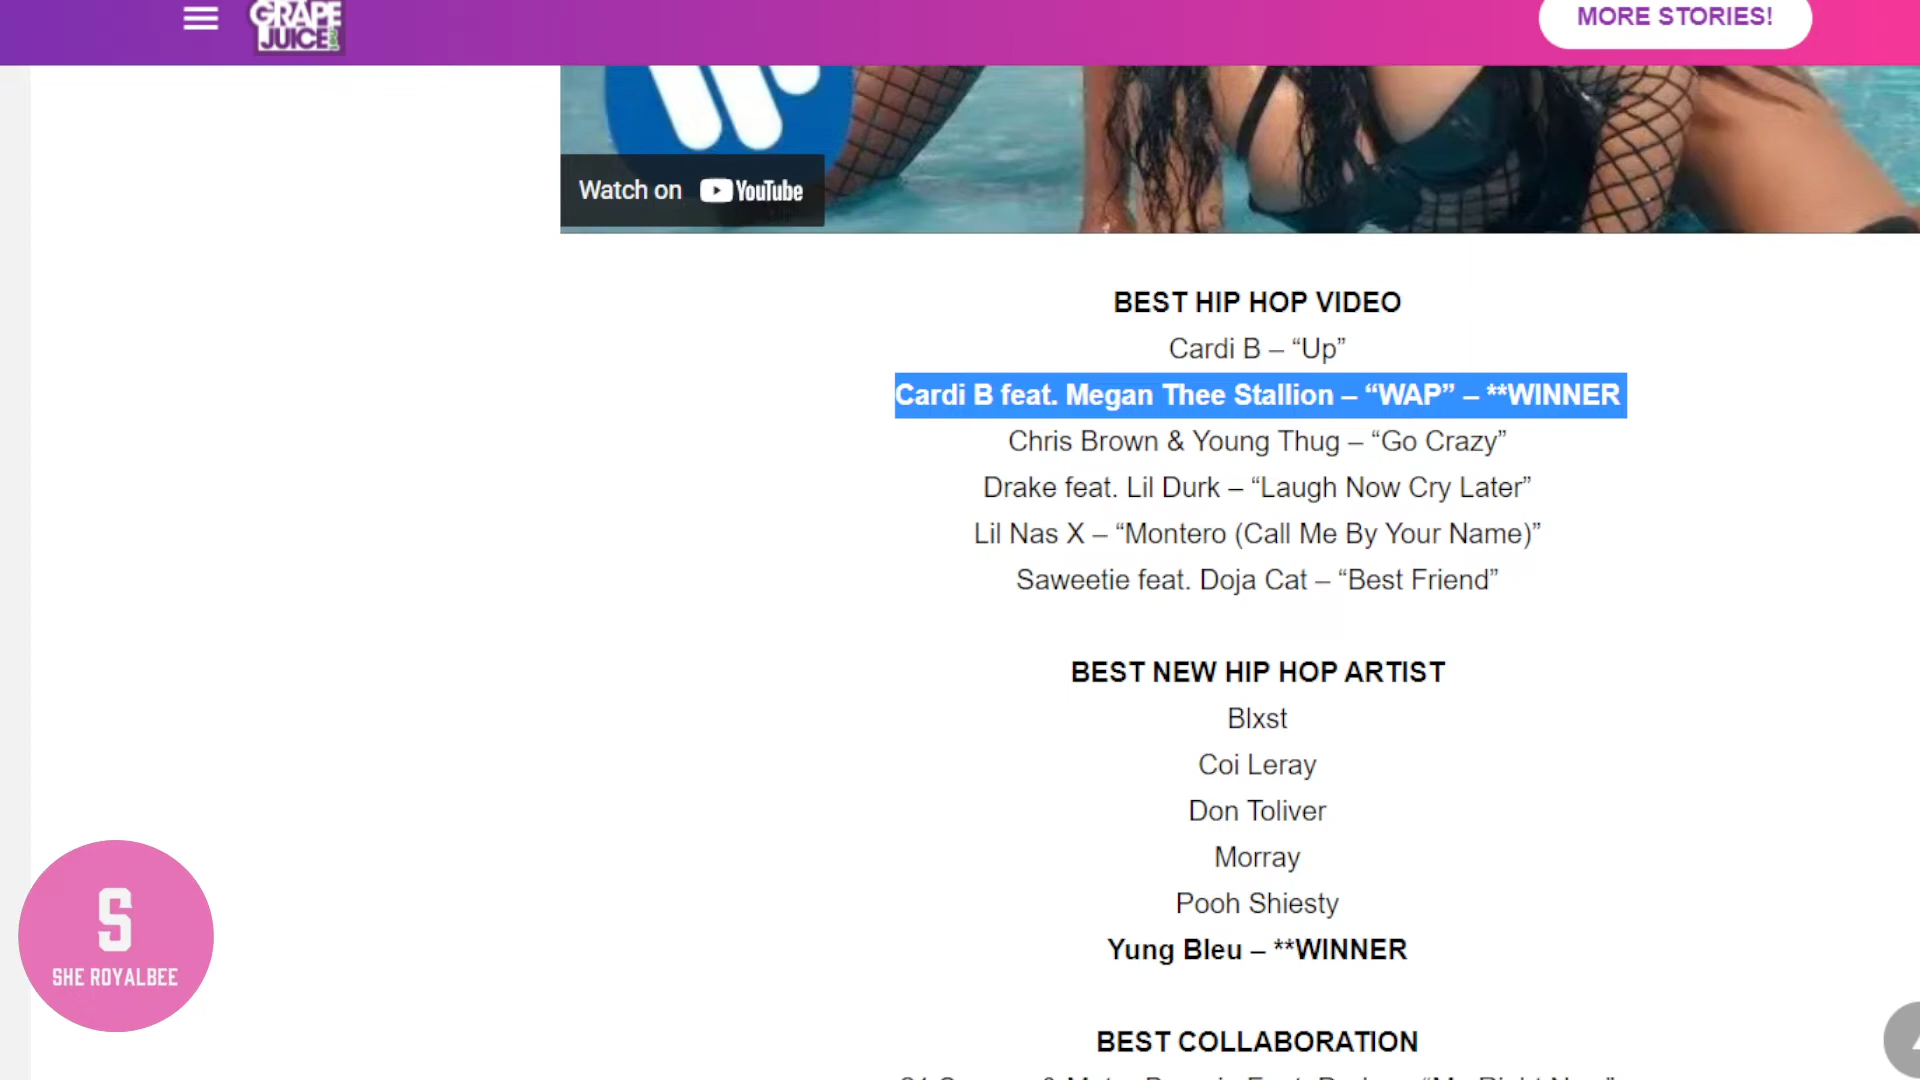 GRAPE
JUICE
MORE STORIES!
Watch on YouTube
BEST HIP HOP VIDEO
Cardi B – “Up”
Cardi B feat. Megan Thee Stallion – “WAP” – **WINNER
Chris Brown & Young Thug – “Go Crazy”
Drake feat. Lil Durk – “Laugh Now Cry Later”
Lil Nas X – “Montero (Call Me By Your Name)”
Saweetie feat. Doja Cat – “Best Friend”
BEST NEW HIP HOP ARTIST
Blxst
Coi Leray
Don Toliver
Morray
Pooh Shiesty
Yung Bleu – **WINNER
S
SHE ROYALBEE
BEST COLLABORATION